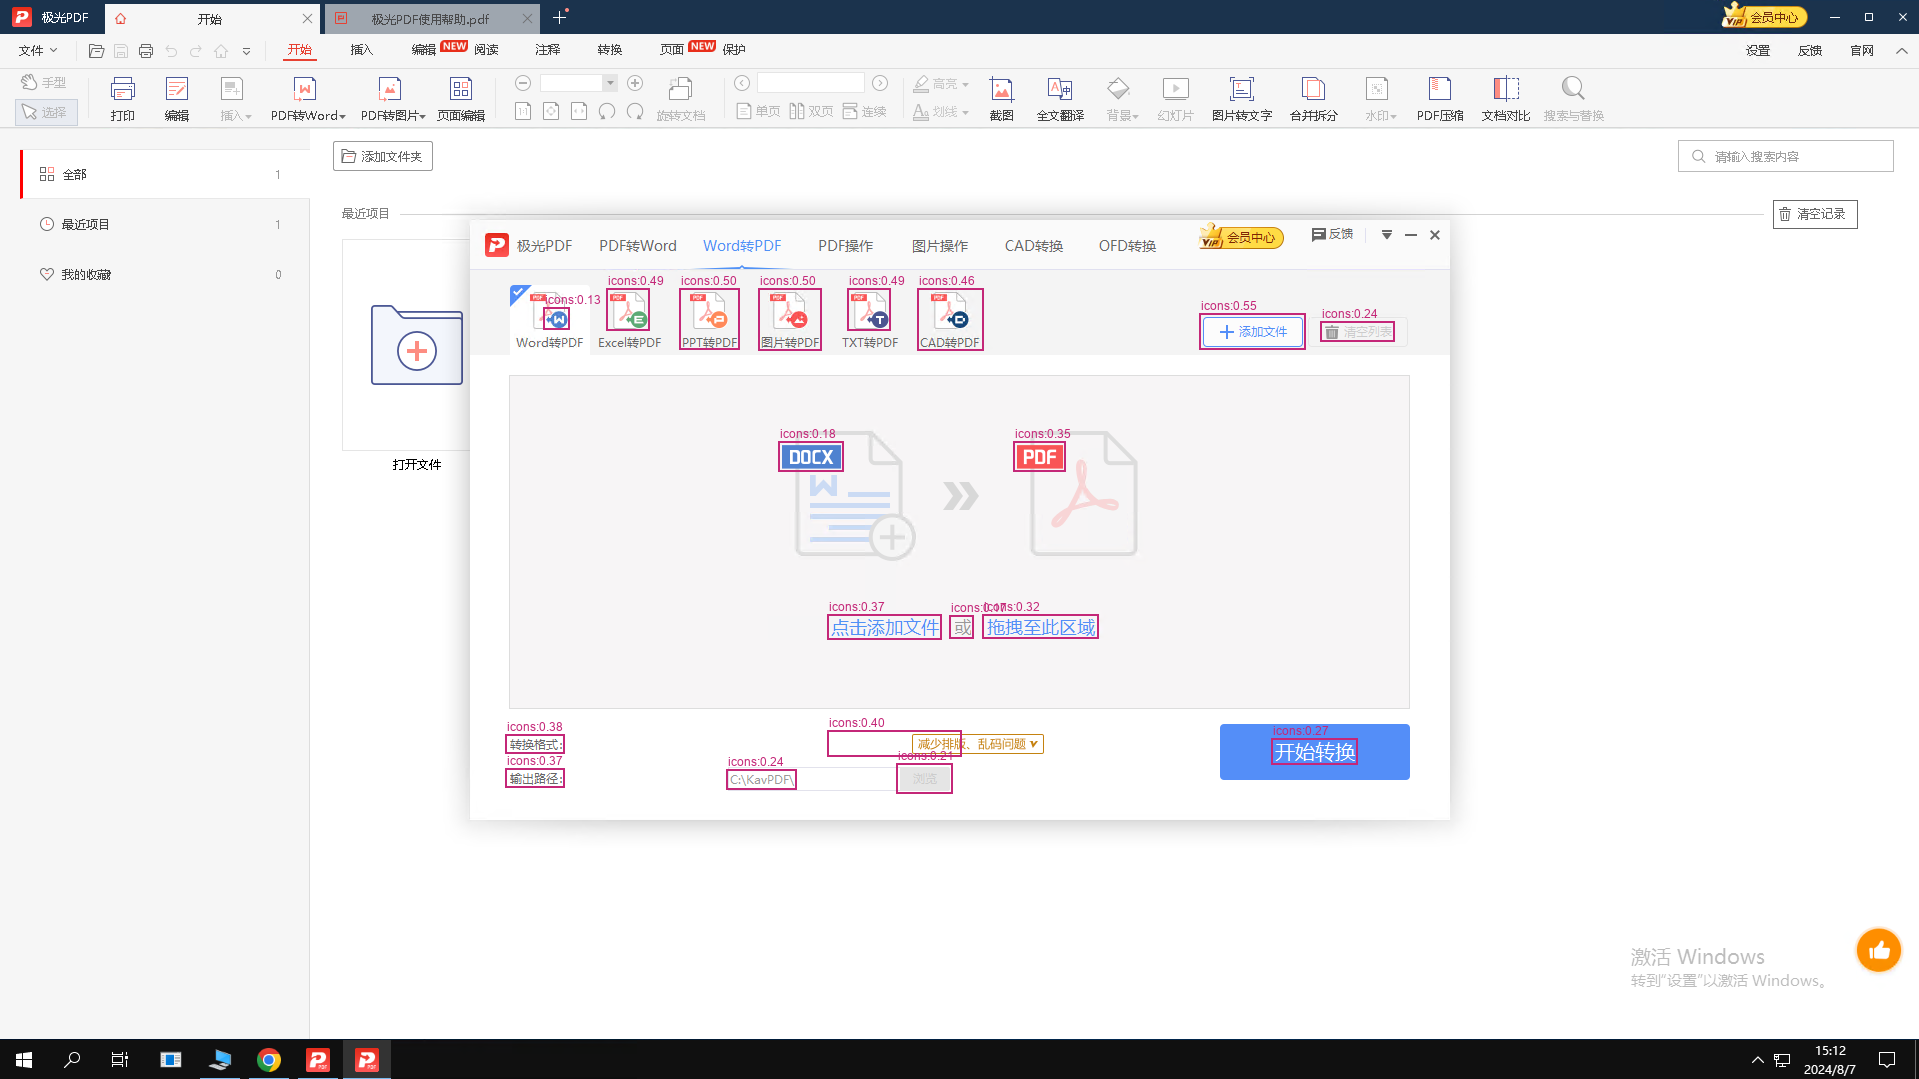 极光PDF 开始 极光PDF使用帮助.pdf VIP 会员中心
文件 开始 插入 编辑 NEW 阅读 注释 转换 页面 NEW 保护 设置 反馈 官网
手型
选择 打印 编辑 插入 PDF转Word PDF转图片 页面编辑 1:1 旋转文档 单页 双页 连续 高亮 划线 截图 全文翻译 背景 幻灯片 图片转文字 合并拆分 水印 PDF压缩 文档对比 搜索与替换
添加文件夹 请输入搜索内容
全部 1
最近项目 1
我的收藏 0
最近项目 清空记录
打开文件
极光PDF PDF转Word Word转PDF PDF操作 图片操作 CAD转换 OFD转换 VIP 会员中心 反馈
icons:0.13 icons:0.49 icons:0.50 icons:0.50 icons:0.49 icons:0.46
Word转PDF Excel转PDF PPT转PDF 图片转PDF TXT转PDF CAD转PDF
icons:0.55 icons:0.24
添加文件 清空列表
icons:0.18 icons:0.35
DOCX PDF
icons:0.37 icons:0.17 icons:0.32
点击添加文件 或 拖拽至此区域
icons:0.38 icons:0.40 icons:0.27
转换格式: 减少排版、乱码问题 开始转换
icons:0.37 icons:0.24 icons:0.21
输出路径: C:\KavPDF\ 浏览
激活 Windows
转到“设置”以激活 Windows。
15:12
2024/8/7